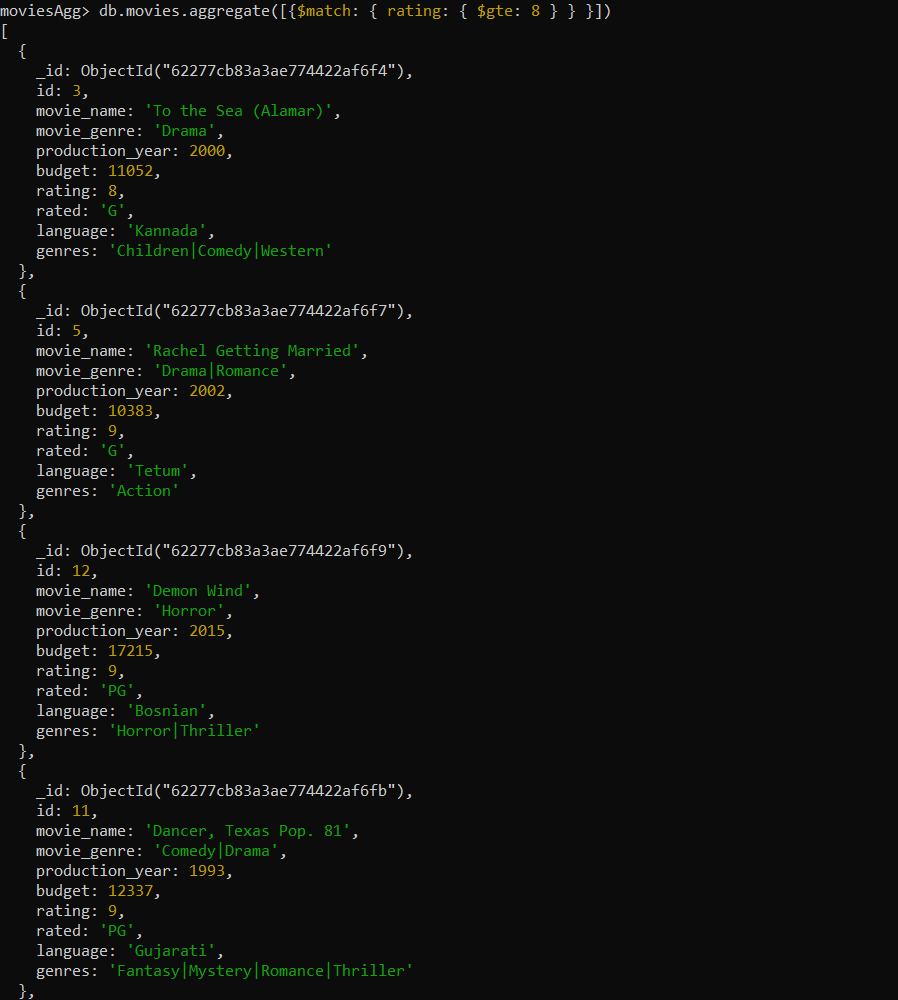 moviesAgg> db.movies.aggregate([{$match: { rating: { $gte: 8 } } }])
[
  {
    _id: ObjectId("62277cb83a3ae774422af6f4"),
    id: 3,
    movie_name: 'To the Sea (Alamar)',
    movie_genre: 'Drama',
    production_year: 2000,
    budget: 11052,
    rating: 8,
    rated: 'G',
    language: 'Kannada',
    genres: 'Children|Comedy|Western'
  },
  {
    _id: ObjectId("62277cb83a3ae774422af6f7"),
    id: 5,
    movie_name: 'Rachel Getting Married',
    movie_genre: 'Drama|Romance',
    production_year: 2002,
    budget: 10383,
    rating: 9,
    rated: 'G',
    language: 'Tetum',
    genres: 'Action'
  },
  {
    _id: ObjectId("62277cb83a3ae774422af6f9"),
    id: 12,
    movie_name: 'Demon Wind',
    movie_genre: 'Horror',
    production_year: 2015,
    budget: 17215,
    rating: 9,
    rated: 'PG',
    language: 'Bosnian',
    genres: 'Horror|Thriller'
  },
  {
    _id: ObjectId("62277cb83a3ae774422af6fb"),
    id: 11,
    movie_name: 'Dancer, Texas Pop. 81',
    movie_genre: 'Comedy|Drama',
    production_year: 1993,
    budget: 12337,
    rating: 9,
    rated: 'PG',
    language: 'Gujarati',
    genres: 'Fantasy|Mystery|Romance|Thriller'
  },